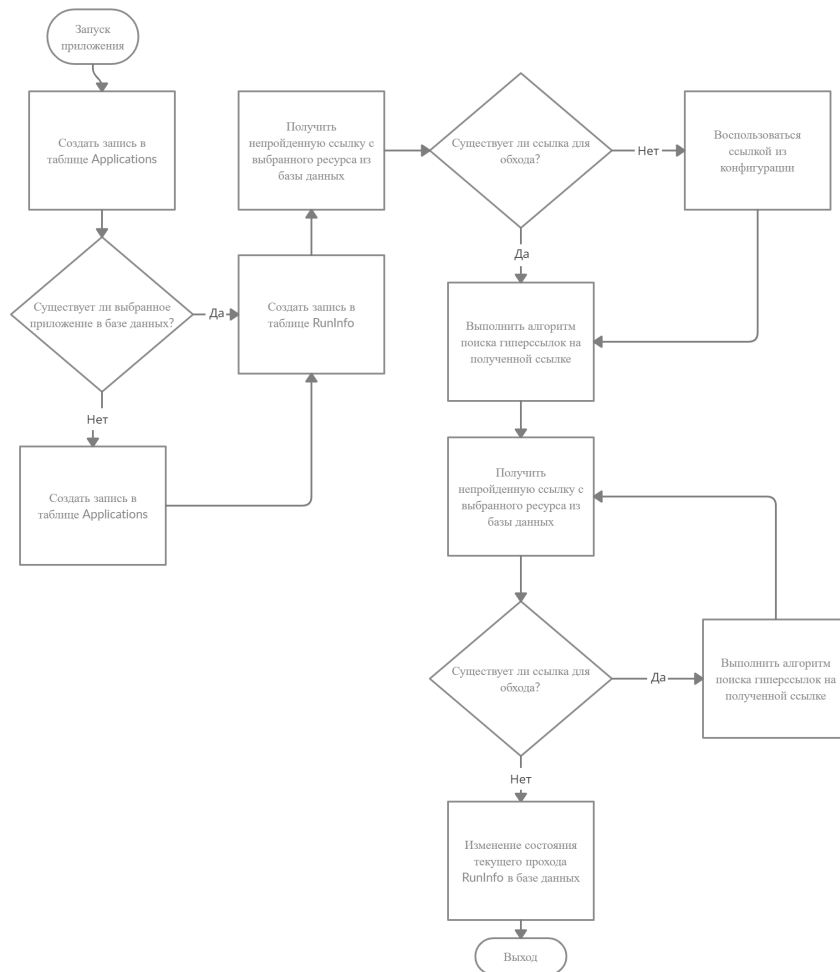 Запуск
приложения
Создать запись в
таблице Applications
Существует ли выбранное
приложение в базе данных?
Да
Нет
Создать запись в
таблице Applications
Создать запись в
таблице RunInfo
Получить
непройденную ссылку с
выбранного ресурса из
базы данных
Существует ли ссылка для
обхода?
Нет
Воспользоваться
ссылкой из
конфигурации
Да
Выполнить алгоритм
поиска гиперссылок на
полученной ссылке
Получить
непройденную ссылку с
выбранного ресурса из
базы данных
Существует ли ссылка для
обхода?
Да
Выполнить алгоритм
поиска гиперссылок на
полученной ссылке
Нет
Изменение состояния
текущего прохода
RunInfo в базе данных
Выход